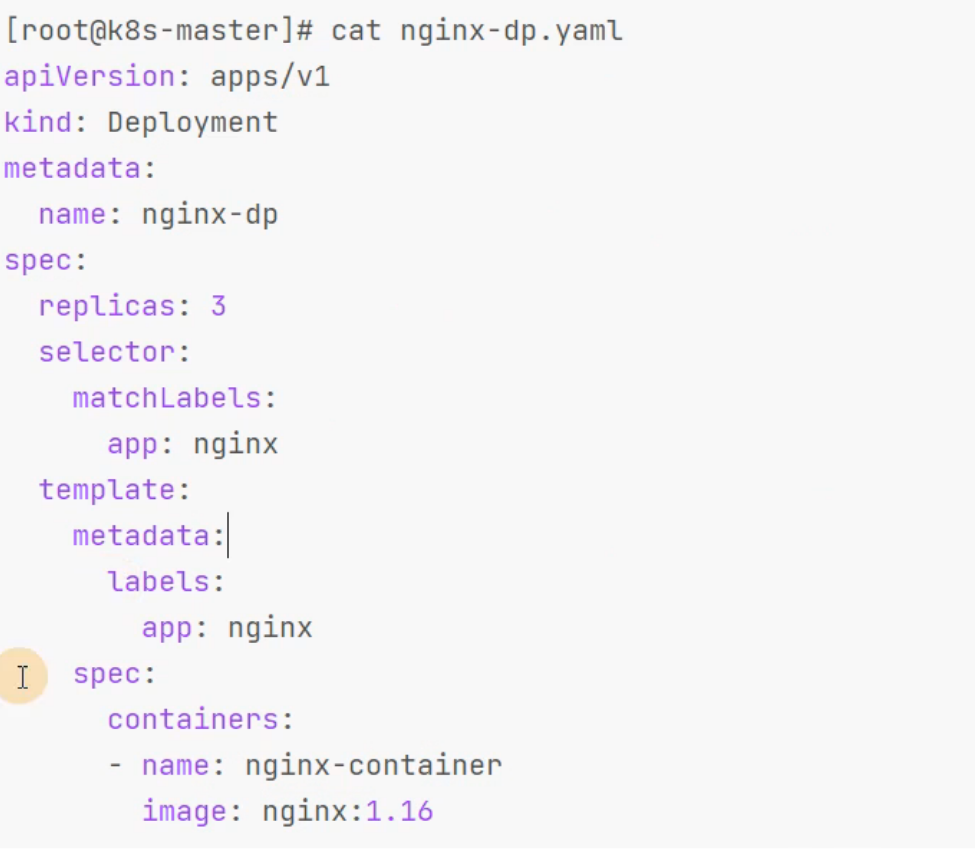 [root@k8s-master]# cat nginx-dp.yaml
apiVersion: apps/v1
kind: Deployment
metadata:
  name: nginx-dp
spec:
  replicas: 3
  selector:
    matchLabels:
      app: nginx
  template:
    metadata:
      labels:
        app: nginx
    spec:
      containers:
      - name: nginx-container
        image: nginx:1.16